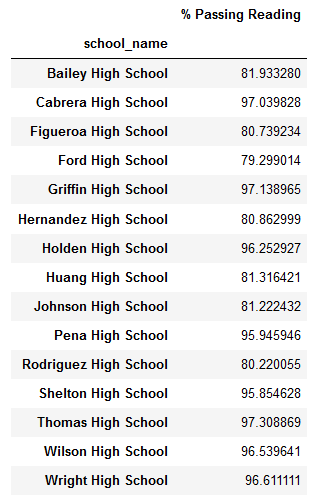 % Passing Reading
school_name
Bailey High School 81.933280
Cabrera High School 97.039828
Figueroa High School 80.739234
Ford High School 79.299014
Griffin High School 97.138965
Hernandez High School 80.862999
Holden High School 96.252927
Huang High School 81.316421
Johnson High School 81.222432
Pena High School 95.945946
Rodriguez High School 80.220055
Shelton High School 95.854628
Thomas High School 97.308869
Wilson High School 96.539641
Wright High School 96.611111